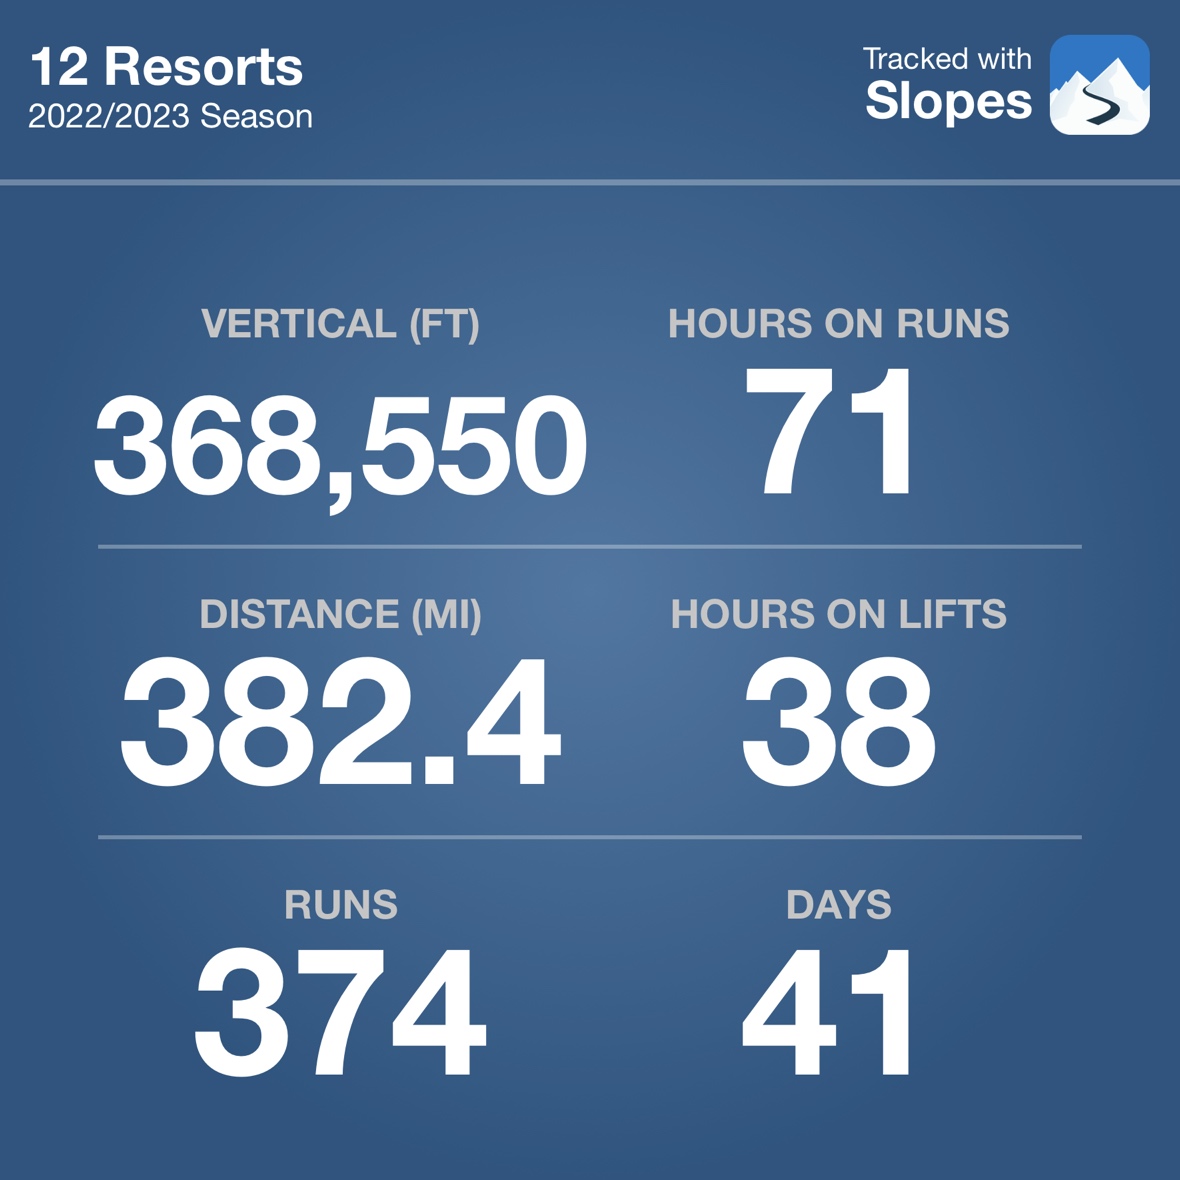 12 Resorts
2022/2023 Season
Tracked with
Slopes
VERTICAL (FT)
368,550
HOURS ON RUNS
71
DISTANCE (MI)
382.4
HOURS ON LIFTS
38
RUNS
374
DAYS
41